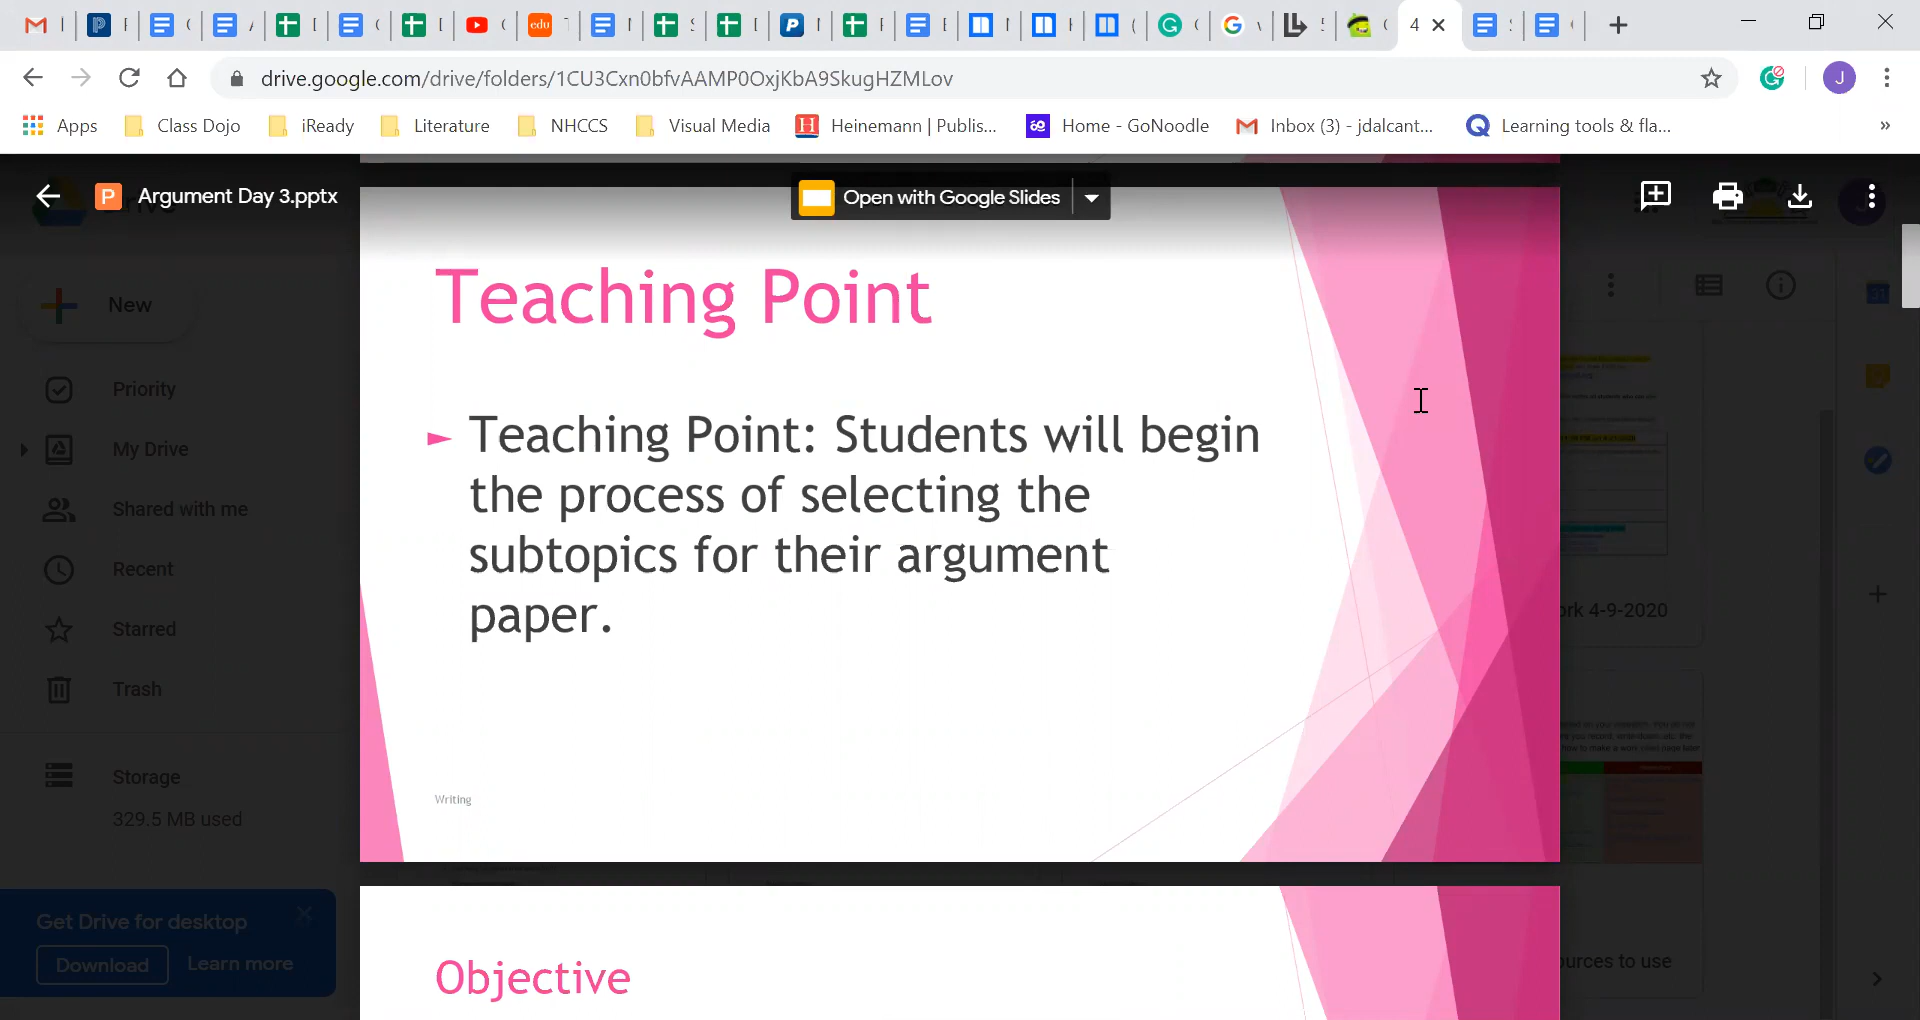 drive.google.com/drive/folders/1CU3Cxn0bfvAAMP0OxjKbA9SkugHZMLov
J
Apps
Class Dojo
iReady
Literature
NHCCS
Visual Media
Heinemann | Publis...
Home - GoNoodle
Inbox (3) - jdalcant...
Learning tools & fla...
»
P Argument Day 3.pptx
Open with Google Slides
New
Priority
My Drive
Shared with me
Recent
Starred
Trash
Storage
329.5 MB used
Get Drive for desktop
Download
Learn more
Teaching Point
Teaching Point: Students will begin
the process of selecting the
subtopics for their argument
paper.
Writing
Objective
ork 4-9-2020
ources to use